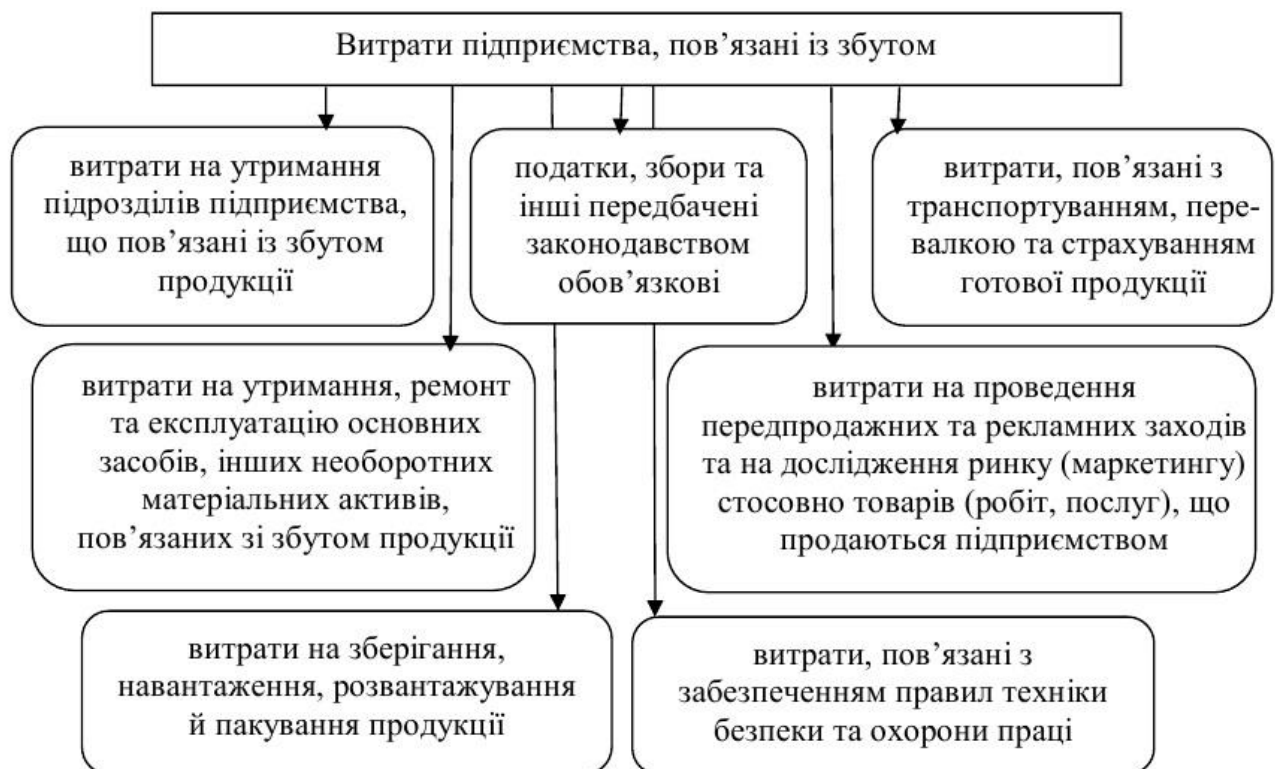 Витрати підприємства, пов’язані із збутом
витрати на утримання
підрозділів підприємства,
що пов’язані із збутом
продукції
податки, збори та
інші передбачені
законодавством
обов’язкові
витрати, пов’язані з
транспортуванням, пере-
валкою та страхуванням
готової продукції
витрати на утримання, ремонт
та експлуатацію основних
засобів, інших необоротних
матеріальних активів,
пов’язаних зі збутом продукції
витрати на проведення
передпродажних та рекламних заходів
та на дослідження ринку (маркетингу)
стосовно товарів (робіт, послуг), що
продаються підприємством
витрати на зберігання,
навантаження, розвантажування
й пакування продукції
витрати, пов’язані з
забезпеченням правил техніки
безпеки та охорони праці